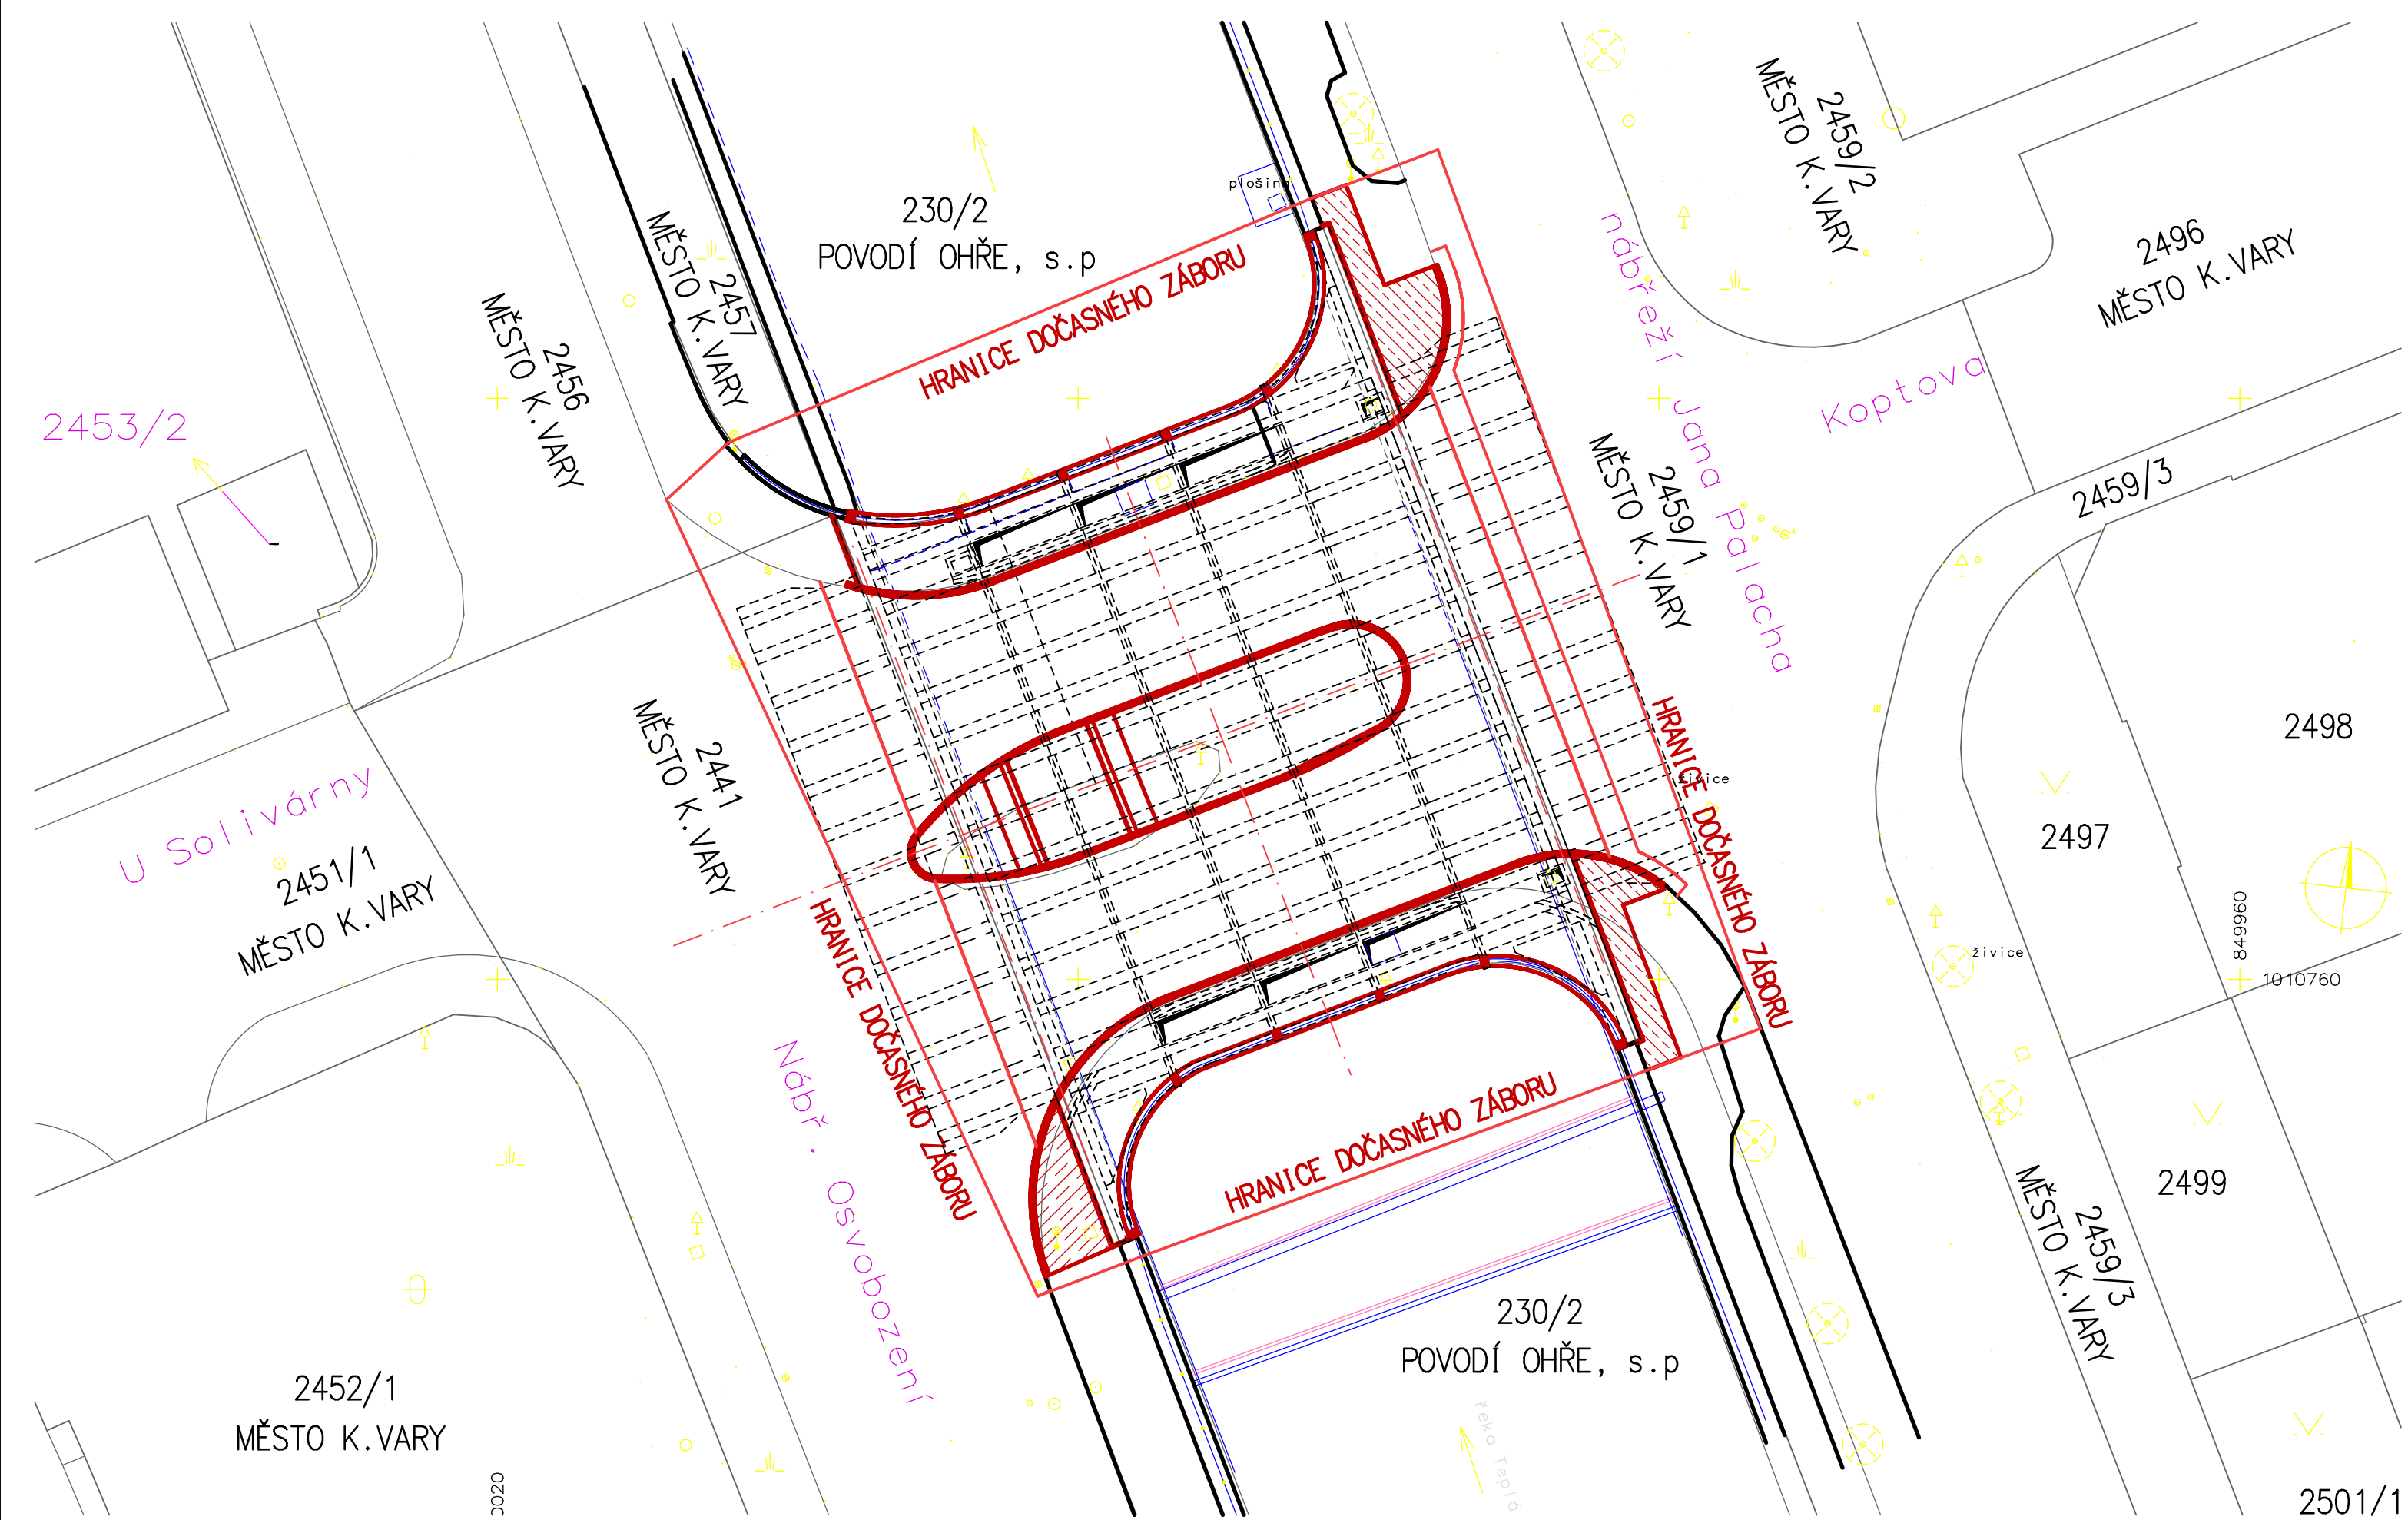 2459/2
MĚSTO K.VARY
plošina
230/2
POVODÍ OHŘE, s.p
2457
MĚSTO K.VARY
2496
MĚSTO K.VARY
HRANICE DOČASNÉHO ZÁBORU
nábřeží Jana Palacha
2456
MĚSTO K.VARY
Koptova
2453/2
2459/3
2459/1
MĚSTO K.VARY
2498
2441
MĚSTO K.VARY
HRANICE DOČASNÉHO ZÁBORU
živice
U Solivárny
2497
2451/1
MĚSTO K.VARY
HRANICE DOČASNÉHO ZÁBORU
849960
1010760
živice
Nábř. Osvobození
HRANICE DOČASNÉHO ZÁBORU
2499
2459/3
MĚSTO K.VARY
230/2
POVODÍ OHŘE, s.p
2452/1
MĚSTO K.VARY
řeka Teplá
0020
2501/1